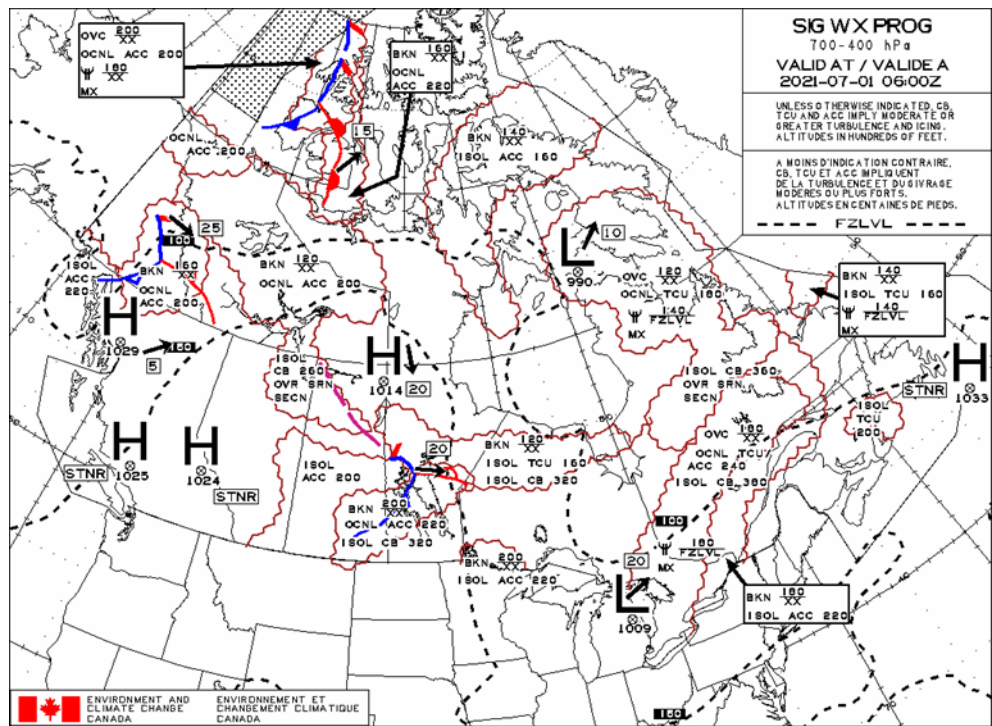 SIG WX PROG
700-400 hPa
VALID AT / VALIDE A
2021-07-01 06:00Z
UNLESS OTHERWISE INDICATED, CB,
TCU AND ACC IMPLY MODERATE OR
GREATER TURBULENCE AND ICING.
ALTITUDES IN HUNDREDS OF FEET.
A MOINS D'INDICATION CONTRAIRE,
CB, TCU ET ACC IMPLIQUENT
DE LA TURBULENCE ET DU GIVRAGE
MODERES OU PLUS FORTS.
ALTITUDES EN CENTAINES DE PIEDS.
FZLVL
OVC 200
XX
OCNL ACC 200
180
XX
MX
BKN 160
XX
OCNL
ACC 220
OCNL
ACC 200
15
BKN 140
XX
ISOL ACC 160
25
100
ISOL
ACC
220
BKN 160
XX
OCNL
ACC 200
BKN 120
XX
OCNL ACC 200
L
990
10
OVC 120
XX
OCNL TCU 180
140
FZLVL
MX
BKN 140
XX
ISOL TCU 160
140
FZLVL
MX
H
1029
5
160
ISOL
CB 260
OVR SRN
SECN
H
1014
20
ISOL CB 360
OVR SRN
SECN
STNR
H
1033
ISOL
TCU
200
H
1025
STNR
H
1024
STNR
ISOL
ACC 200
20
BKN 120
XX
ISOL TCU 160
ISOL CB 320
OVC 180
XX
OCNL TCU
ACC 240
ISOL CB 380
BKN 200
XX
OCNL ACC 220
ISOL CB 320
100
180
FZLVL
MX
BKN 200
XX
ISOL ACC 220
20
L
1009
BKN 180
XX
ISOL ACC 220
160
ENVIRONMENT AND
CLIMATE CHANGE
CANADA
ENVIRONNEMENT ET
CHANGEMENT CLIMATIQUE
CANADA